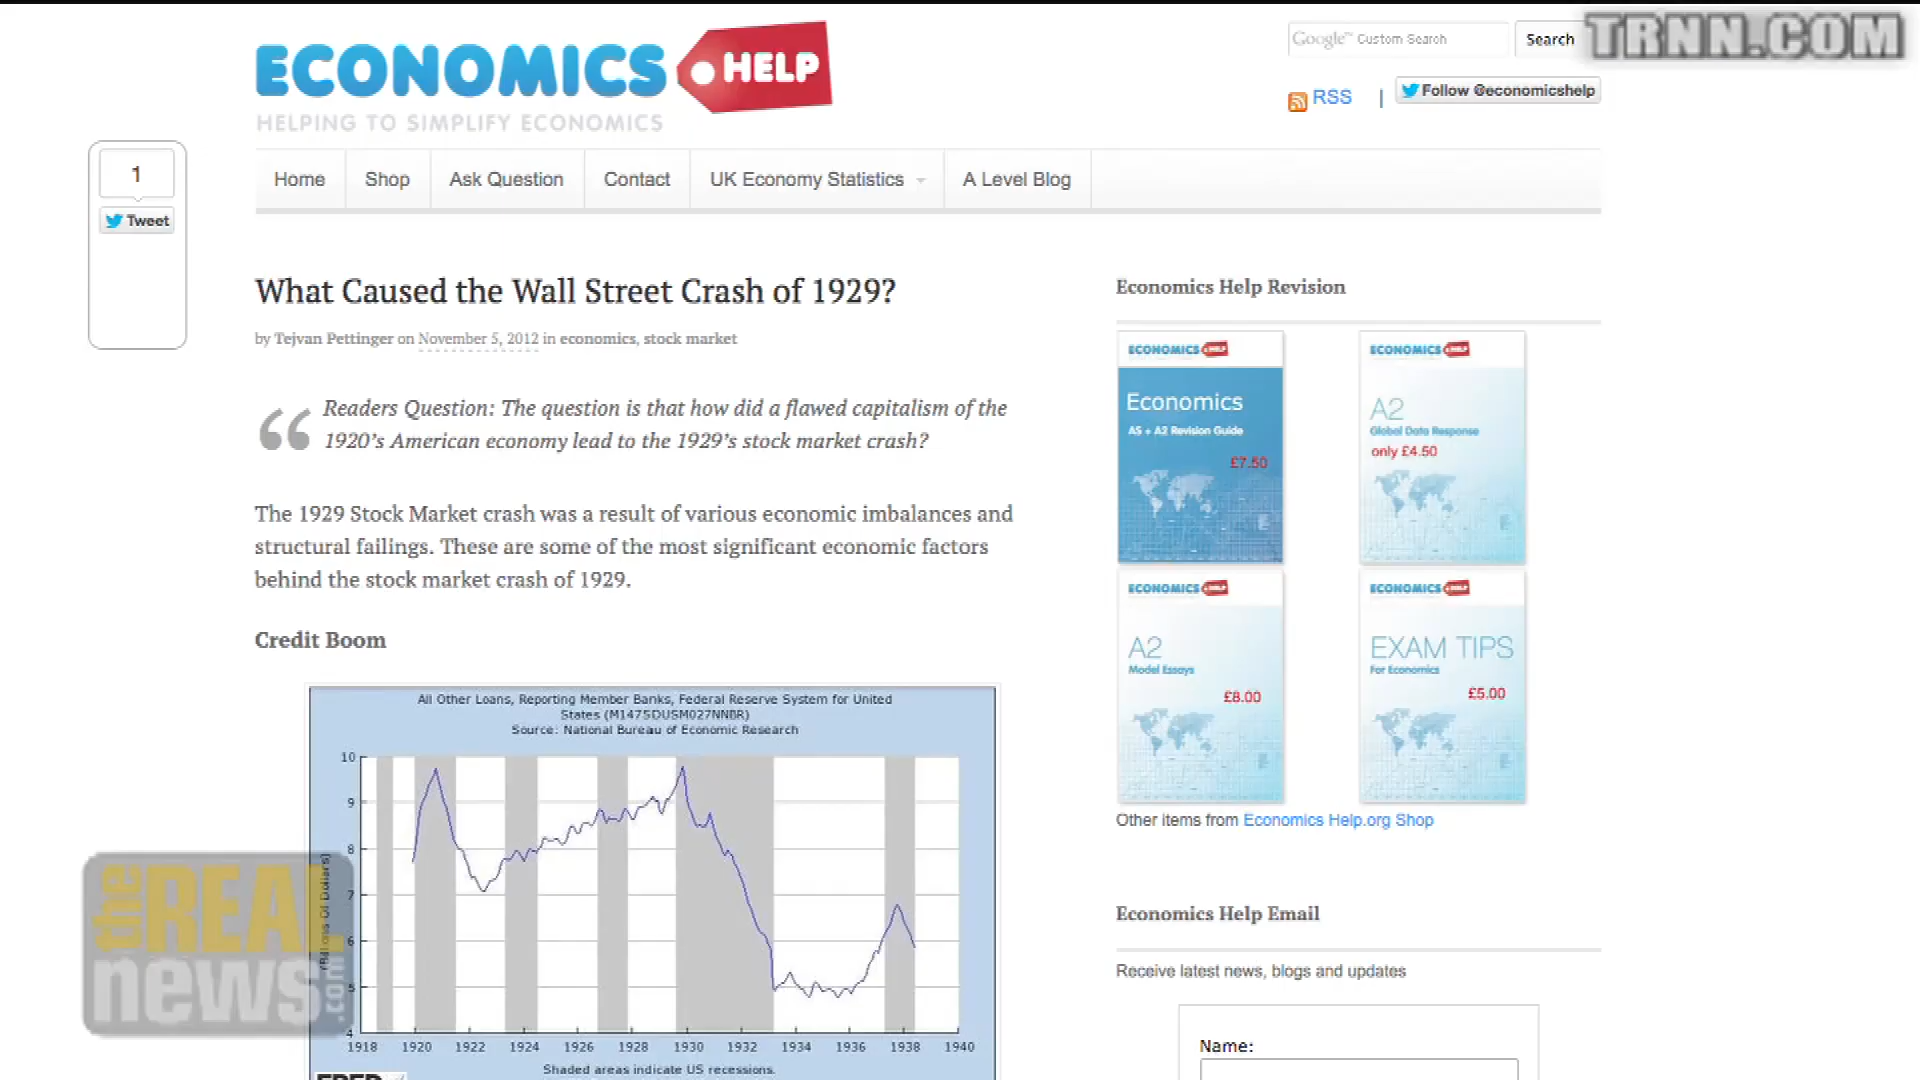 TRNN.COM
ECONOMICS HELP
HELPING TO SIMPLIFY ECONOMICS
Google™ Custom Search
Search
RSS
|
Follow @economicshelp
1
Tweet
Home
Shop
Ask Question
Contact
UK Economy Statistics
A Level Blog
What Caused the Wall Street Crash of 1929?
by Tejvan Pettinger on November 5, 2012 in economics, stock market
“ Readers Question: The question is that how did a flawed capitalism of the
1920’s American economy lead to the 1929’s stock market crash?
The 1929 Stock Market crash was a result of various economic imbalances and
structural failings. These are some of the most significant economic factors
behind the stock market crash of 1929.
Credit Boom
All Other Loans, Reporting Member Banks, Federal Reserve System for United
States (M1475DUSM027NNBR)
Source: National Bureau of Economic Research
(Billions Of Dollars)
10
9
8
7
6
5
4
1918 1920 1922 1924 1926 1928 1930 1932 1934 1936 1938 1940
Shaded areas indicate US recessions.
FRED
the REAL
news.com
Economics Help Revision
ECONOMICS HELP
Economics
AS + A2 Revision Guide
£7.50
ECONOMICS HELP
A2
Global Data Response
only £4.50
ECONOMICS HELP
A2
Model Essays
£8.00
ECONOMICS HELP
EXAM TIPS
For Economics
£5.00
Other items from Economics Help.org Shop
Economics Help Email
Receive latest news, blogs and updates
Name: